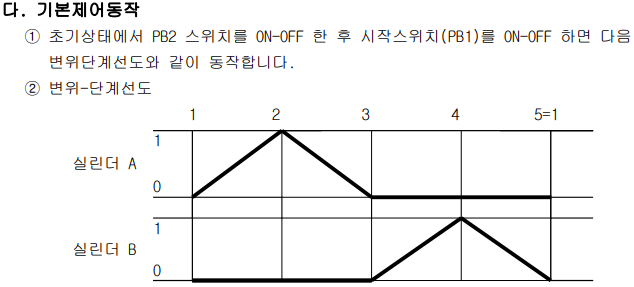 다. 기본제어동작
① 초기상태에서 PB2 스위치를 ON-OFF 한 후 시작스위치(PB1)를 ON-OFF 하면 다음
변위단계선도와 같이 동작합니다.
② 변위-단계선도
1 2 3 4 5=1
1
실린더 A
0
1
실린더 B
0